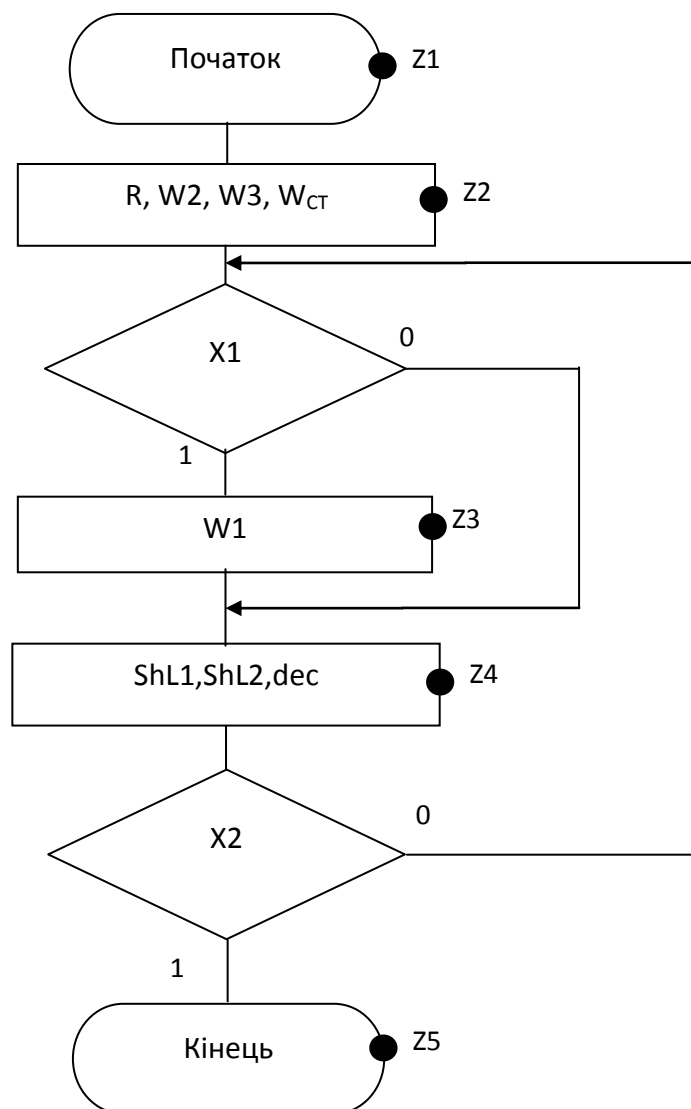 Початок
Z1
R, W2, W3, WСТ
Z2
X1
0
1
W1
Z3
ShL1,ShL2,dec
Z4
X2
0
1
Кінець
Z5